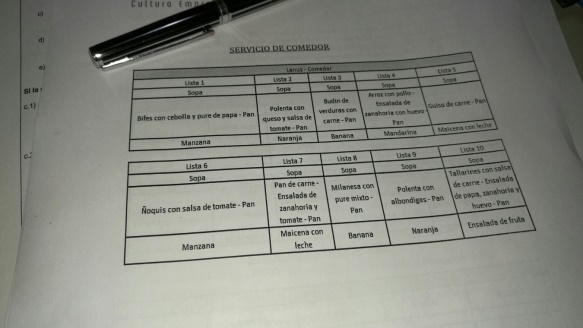 Cultura
SERVICIO DE COMEDOR
d)
e)
c.1)
Lanus - Comedor
Lista 1 Lista 2 Lista 3 Lista 4 Lista 5
Sopa Sopa Sopa Sopa Sopa
Bifes con cebolla y pure de papa - Pan
Polenta con
queso y salsa de
tomate - Pan
Budin de
verduras con
carne - Pan
Arroz con pollo -
Ensalada de
zanahoria con huevo
Pan
Guiso de carne - Pan
Manzana Naranja Banana Mandarina Maicena con leche
Lista 6 Lista 7 Lista 8 Lista 9 Lista 10
Sopa Sopa Sopa Sopa Sopa
Ñoquis con salsa de tomate - Pan
Pan de carne -
Ensalada de
zanahoria y
tomate - Pan
Milanesa con
pure mixto -
Pan
Polenta con
albondigas - Pan
Tallarines con salsa
de carne - Ensalada
de papa, zanahoria y
huevo - Pan
Manzana
Maicena con
leche
Banana
Naranja
Ensalada de fruta